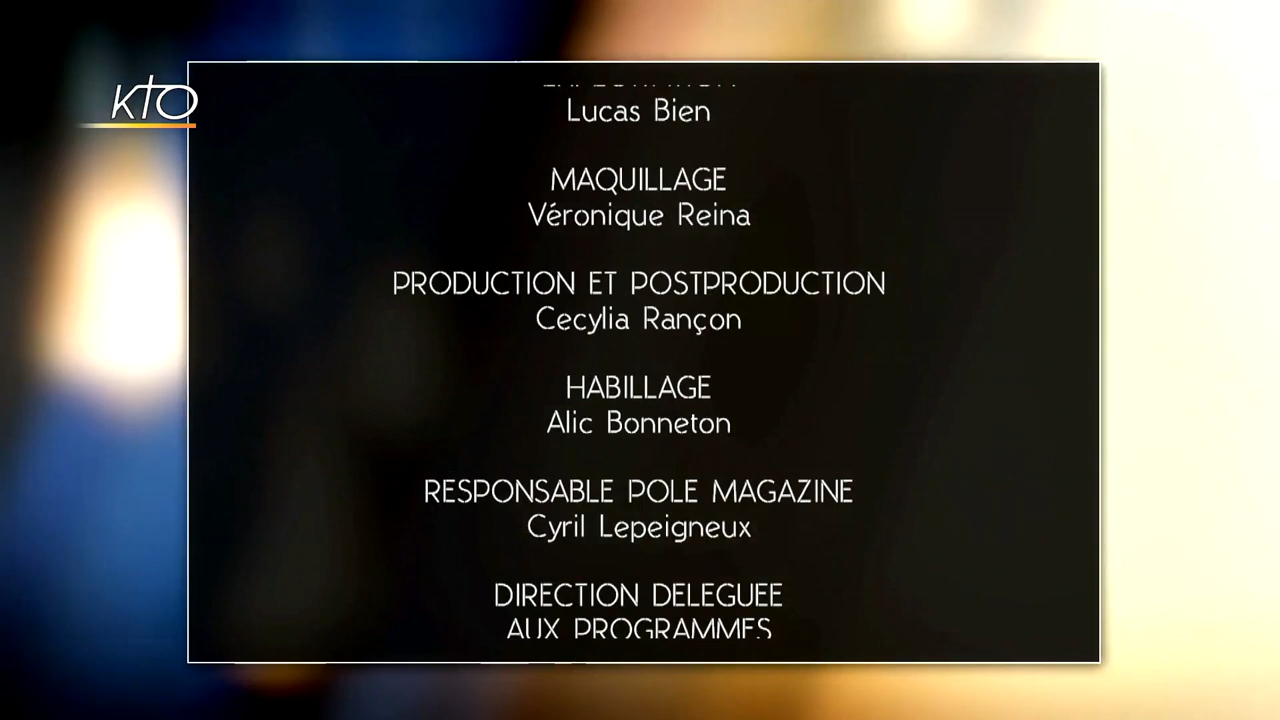 kTO
Lucas Bien
MAQUILLAGE
Véronique Reina
PRODUCTION ET POSTPRODUCTION
Cecylia Rançon
HABILLAGE
Alic Bonneton
RESPONSABLE POLE MAGAZINE
Cyril Lepeigneux
DIRECTION DELEGUEE
AUX PROGRAMMES